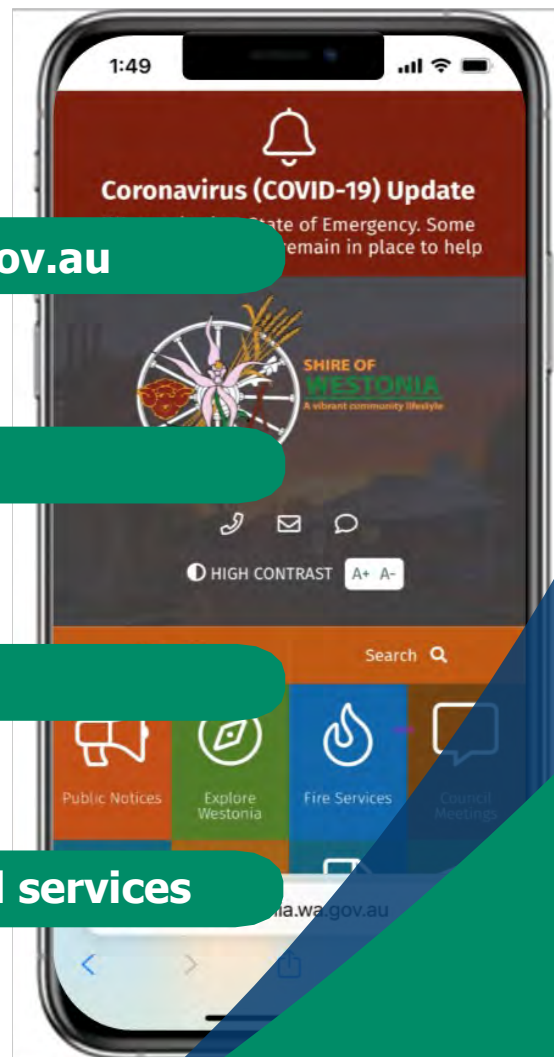 1:49
Coronavirus (COVID-19) Update
State of Emergency. Some
remain in place to help
ov.au
SHIRE OF
WESTONIA
A vibrant community lifestyle
HIGH CONTRAST A+ A-
Search
Public Notices
Explore
Westonia
Fire Services
Council
Meetings
services
ia.wa.gov.au